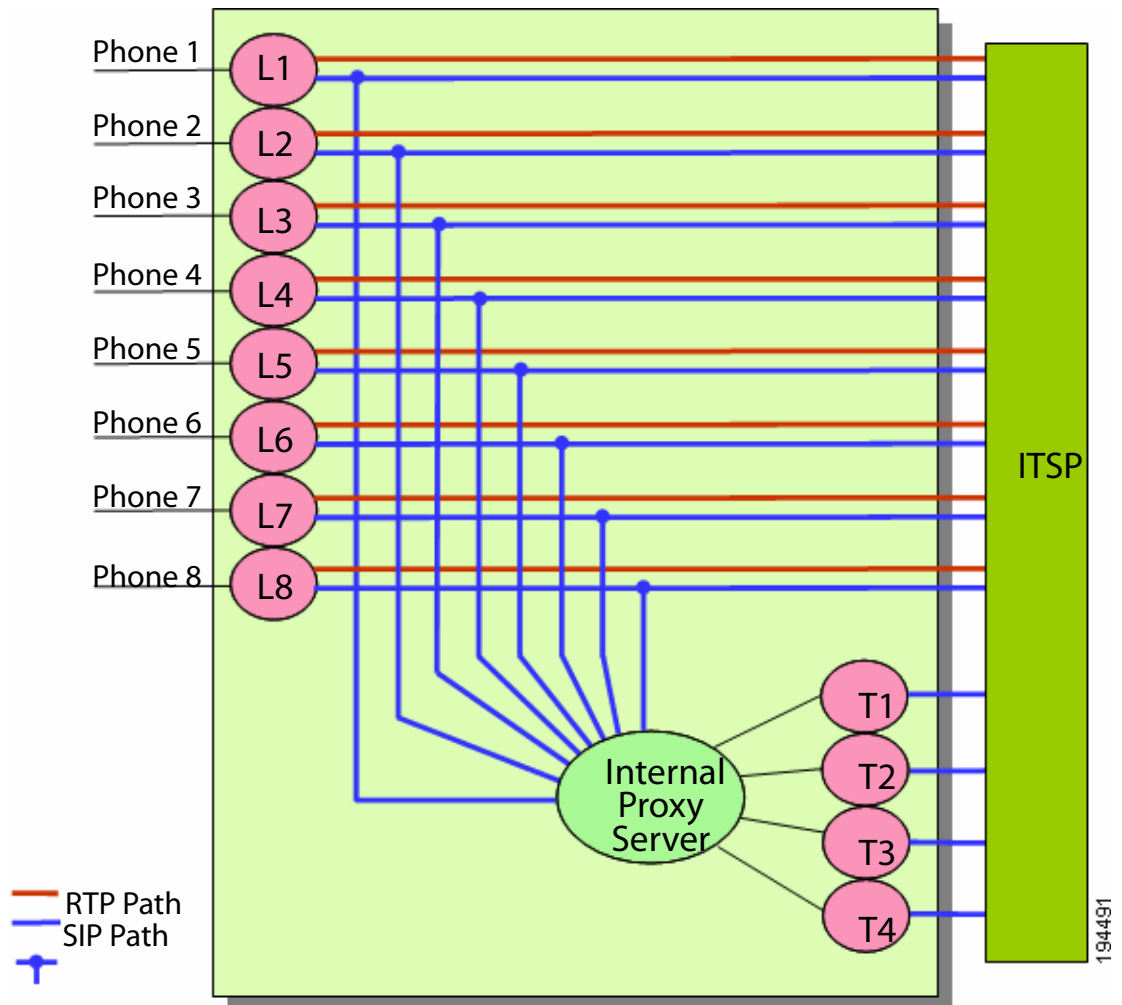 Phone 1
L1
Phone 2
L2
Phone 3
L3
Phone 4
L4
Phone 5
L5
Phone 6
L6
Phone 7
L7
Phone 8
L8
ITSP
Internal
Proxy
Server
T1
T2
T3
T4
RTP Path
SIP Path
194491